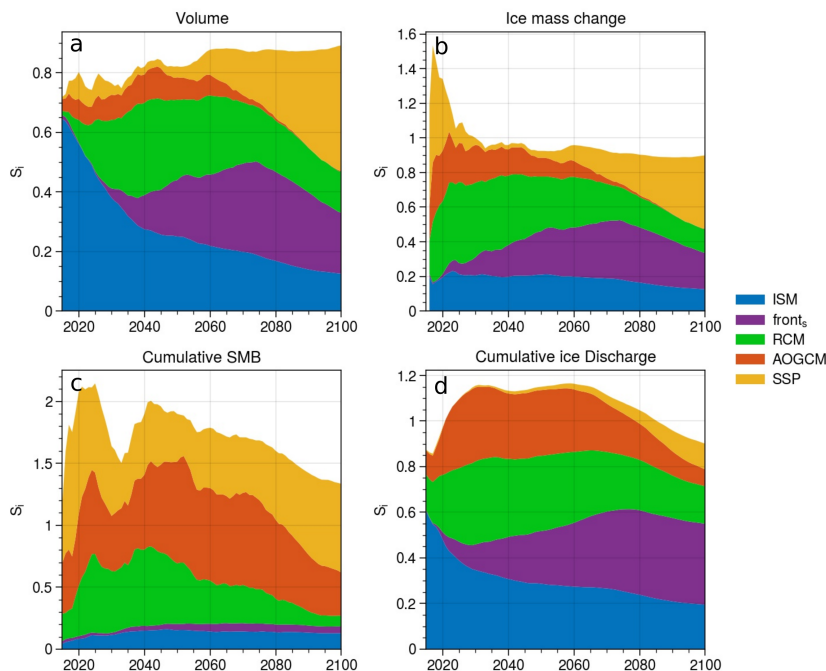 Volume
a
0.8
0.6
0.4
0.2
0
Sᵢ
2020 2040 2060 2080 2100
Ice mass change
b
1.6
1.4
1.2
1.0
0.8
0.6
0.4
0.2
0
Sᵢ
2020 2040 2060 2080 2100
Cumulative SMB
c
2
1.5
1
0.5
0
Sᵢ
2020 2040 2060 2080 2100
Cumulative ice Discharge
d
1.2
1
0.8
0.6
0.4
0.2
0
Sᵢ
2020 2040 2060 2080 2100
ISM
frontₛ
RCM
AOGCM
SSP